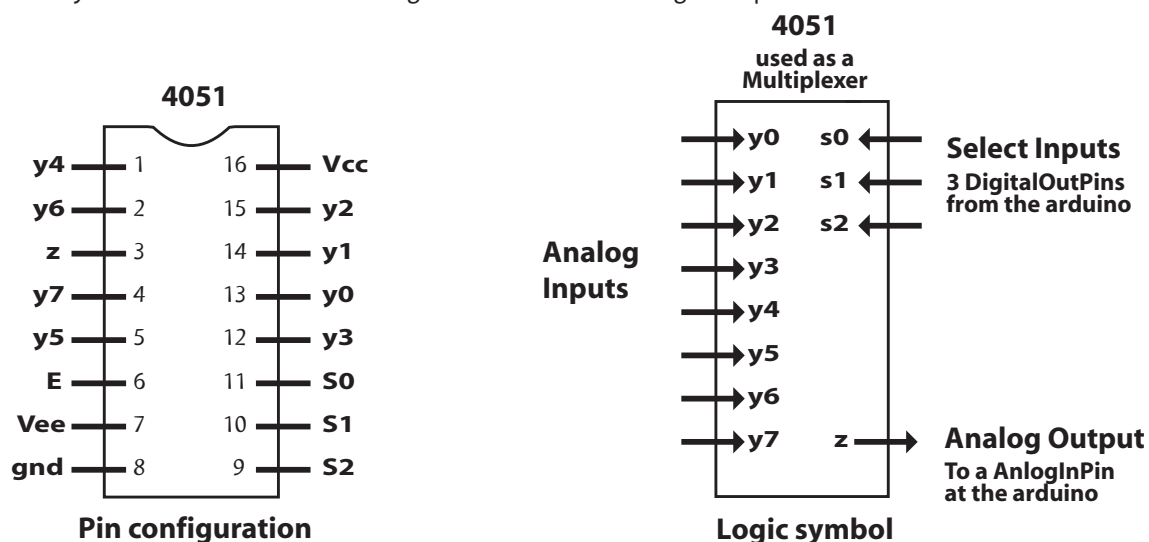 4051
y4 1 16 Vcc
y6 2 15 y2
z 3 14 y1
y7 4 13 y0
y5 5 12 y3
E 6 11 S0
Vee 7 10 S1
gnd 8 9 S2
Pin configuration
4051
used as a
Multiplexer
Analog
Inputs
y0 s0
y1 s1
y2 s2
y3
y4
y5
y6
y7 z
Select Inputs
3 DigitalOutPins
from the arduino
Analog Output
To a AnlogInPin
at the arduino
Logic symbol